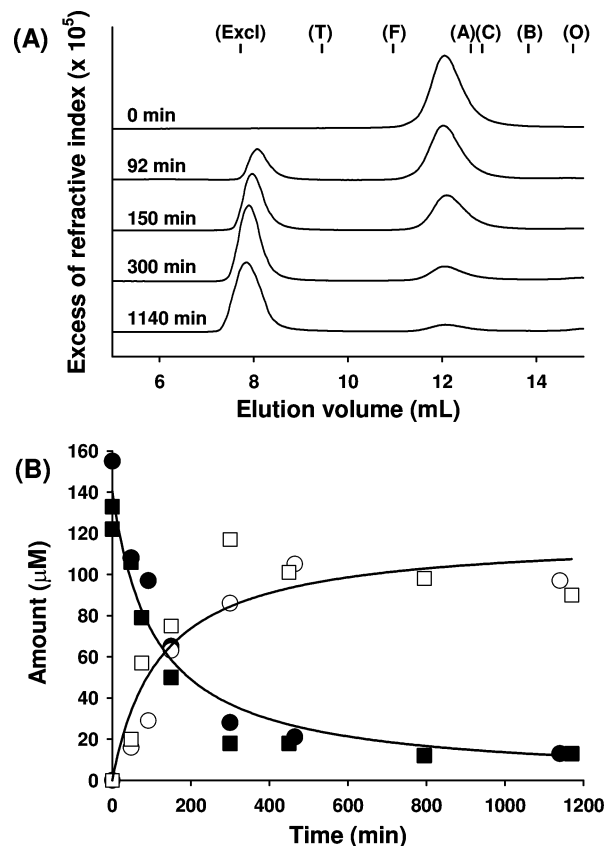 (A)
(Excl) (T) (F) (A) (C) (B) (O)
Excess of refractive index (x 10⁵)
0 min
92 min
150 min
300 min
1140 min
6 8 10 12 14
Elution volume (mL)
(B)
160
140
120
100
80
60
40
20
0
Amount (µM)
0 200 400 600 800 1000 1200
Time (min)